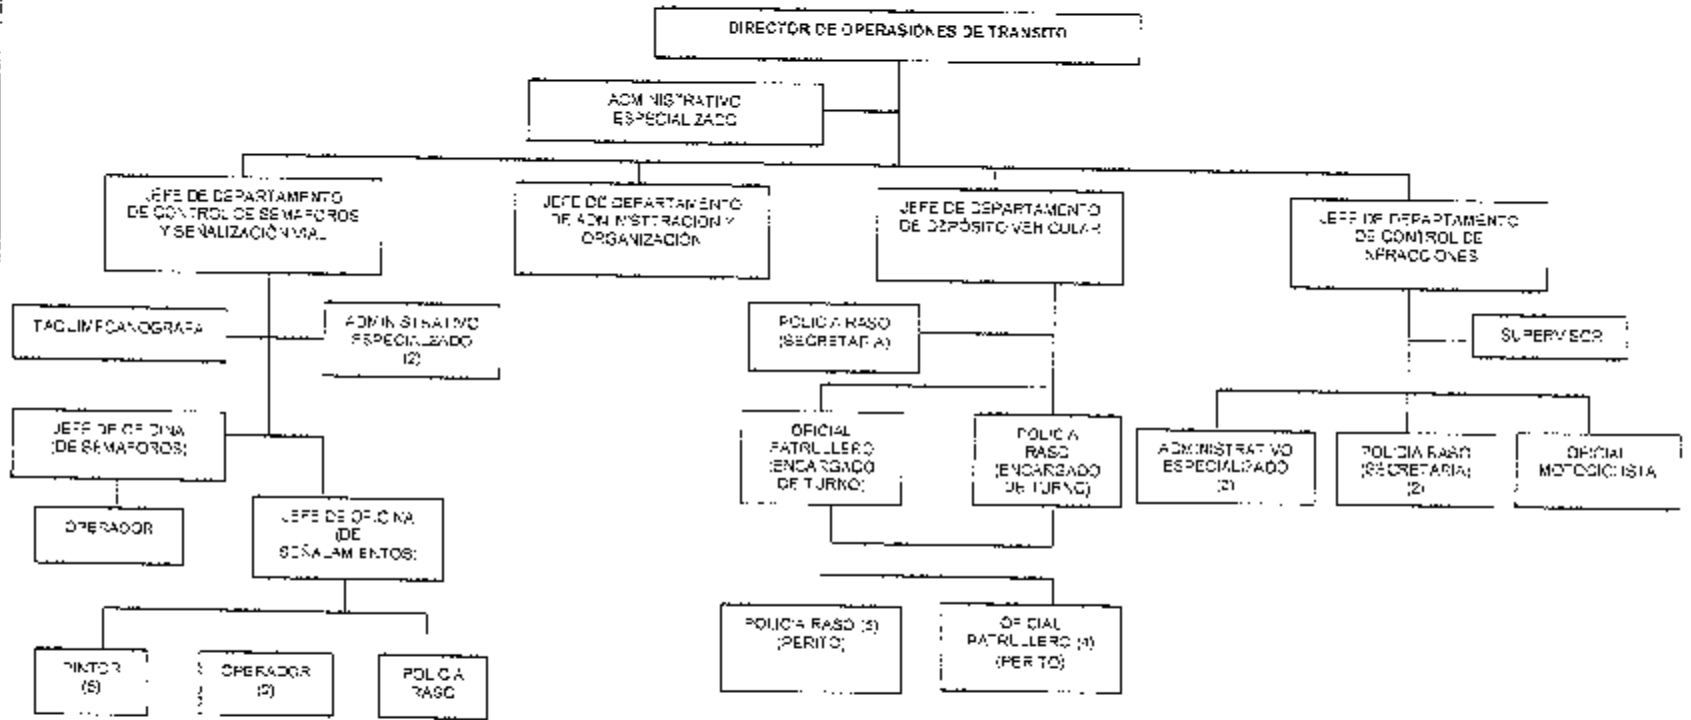 DIRECTOR DE OPERASIONES DE TRANSITO
ADMINISTRATIVO
ESPECIALIZADO
JEFE DE DEPARTAMENTO
DE CONTROL DE SEMAFOROS
Y SEÑALIZACIÓN VIAL
JEFE DE DEPARTAMENTO
DE ADMINISTRACION Y
ORGANIZACIÓN
JEFE DE DEPARTAMENTO
DE DEPÓSITO VEHICULAR
JEFE DE DEPARTAMENTO
DE CONTROL DE
INFRACCIONES
TAQUIMECANOGRAFA
ADMINISTRATIVO
ESPECIALIZADO
(2)
POLICIA RASO
(SECRETARIA)
SUPERVISOR
JEFE DE OFICINA
(DE SEMAFOROS)
OFICIAL
PATRULLERO
(ENCARGADO
DE TURNO)
POLICIA
RASO
(ENCARGADO
DE TURNO)
ADMINISTRATIVO
ESPECIALIZADO
(2)
POLICIA RASO
(SECRETARIA)
(2)
OFICIAL
MOTOCICLISTA
OPERADOR
JEFE DE OFICINA
(DE
SEÑALAMIENTOS)
POLICIA RASO
(PERITO)
OFICIAL
PATRULLERO (4)
(PERITO)
PINTOR
OPERADOR
POLICIA
RASO